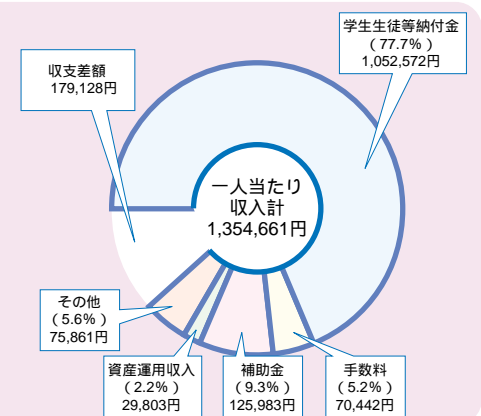 学生生徒等納付金
（77.7％）
1,052,572円
収支差額
179,128円
一人当たり
収入計
1,354,661円
その他
（5.6％）
75,861円
資産運用収入
（2.2％）
29,803円
補助金
（9.3％）
125,983円
手数料
（5.2％）
70,442円